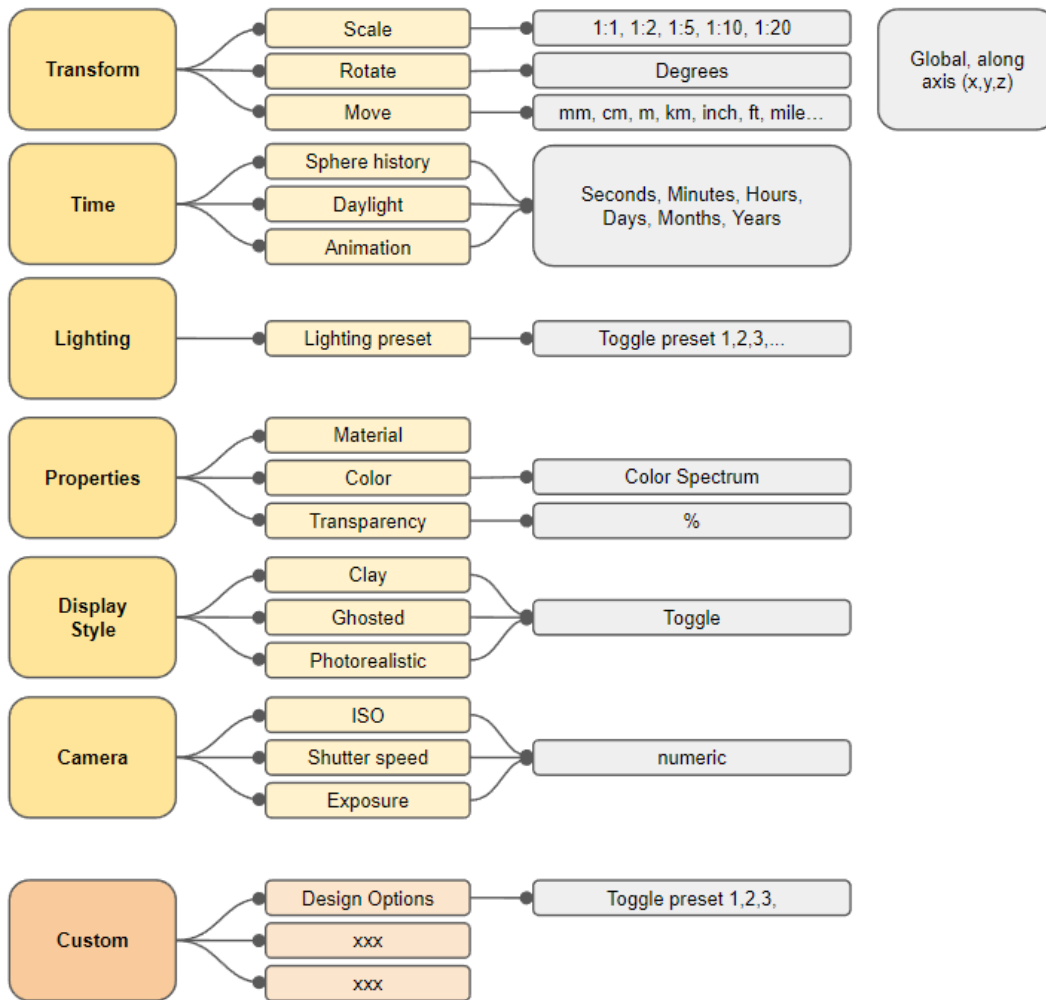 Transform
Scale
1:1, 1:2, 1:5, 1:10, 1:20
Rotate
Degrees
Move
mm, cm, m, km, inch, ft, mile…
Global, along
axis (x,y,z)
Time
Sphere history
Daylight
Animation
Seconds, Minutes, Hours,
Days, Months, Years
Lighting
Lighting preset
Toggle preset 1,2,3,...
Properties
Material
Color
Color Spectrum
Transparency
%
Display
Style
Clay
Ghosted
Photorealistic
Toggle
Camera
ISO
Shutter speed
Exposure
numeric
Custom
Design Options
Toggle preset 1,2,3,
xxx
xxx